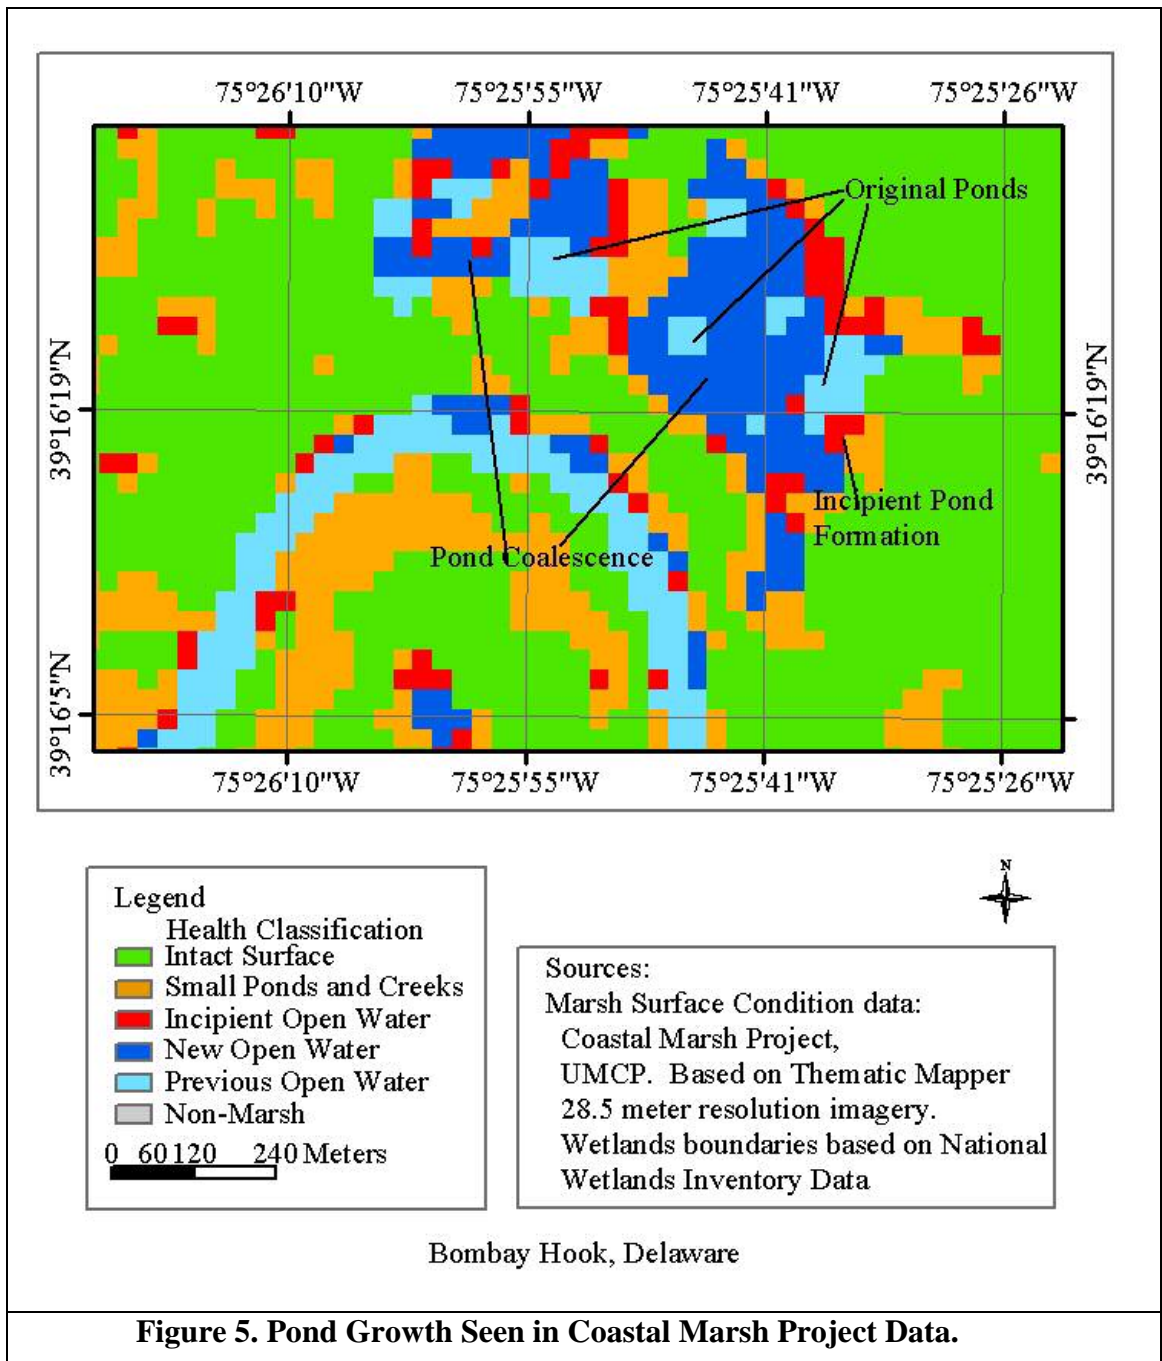 75°26'10"W 75°25'55"W 75°25'41"W 75°25'26"W
Original Ponds
39°16'19"N
39°16'19"N
Incipient Pond
Formation
Pond Coalescence
39°16'5"N
39°16'5"N
75°26'10"W 75°25'55"W 75°25'41"W 75°25'26"W
N
Legend
Health Classification
Intact Surface
Small Ponds and Creeks
Incipient Open Water
New Open Water
Previous Open Water
Non-Marsh
0 60 120 240 Meters
Sources:
Marsh Surface Condition data:
Coastal Marsh Project,
UMCP. Based on Thematic Mapper
28.5 meter resolution imagery.
Wetlands boundaries based on National
Wetlands Inventory Data
Bombay Hook, Delaware
Figure 5. Pond Growth Seen in Coastal Marsh Project Data.